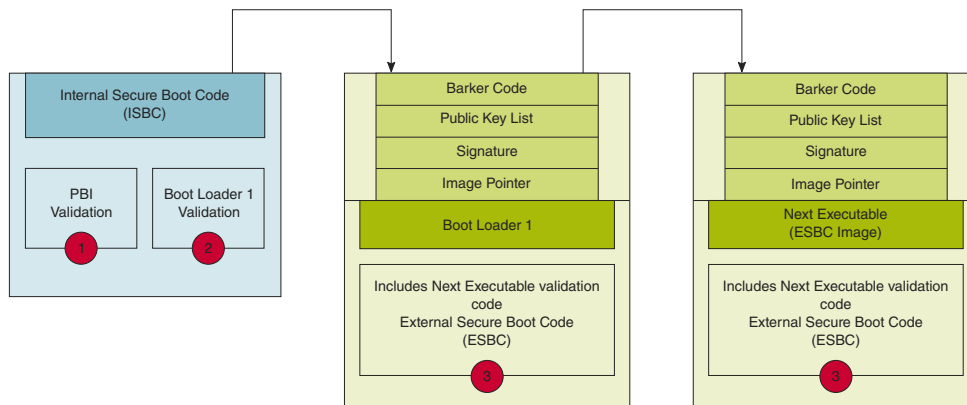 Internal Secure Boot Code
(ISBC)
PBI
Validation
1
Boot Loader 1
Validation
2
Barker Code
Public Key List
Signature
Image Pointer
Boot Loader 1
Includes Next Executable validation
code
External Secure Boot Code
(ESBC)
3
Barker Code
Public Key List
Signature
Image Pointer
Next Executable
(ESBC Image)
Includes Next Executable validation
code
External Secure Boot Code
(ESBC)
3